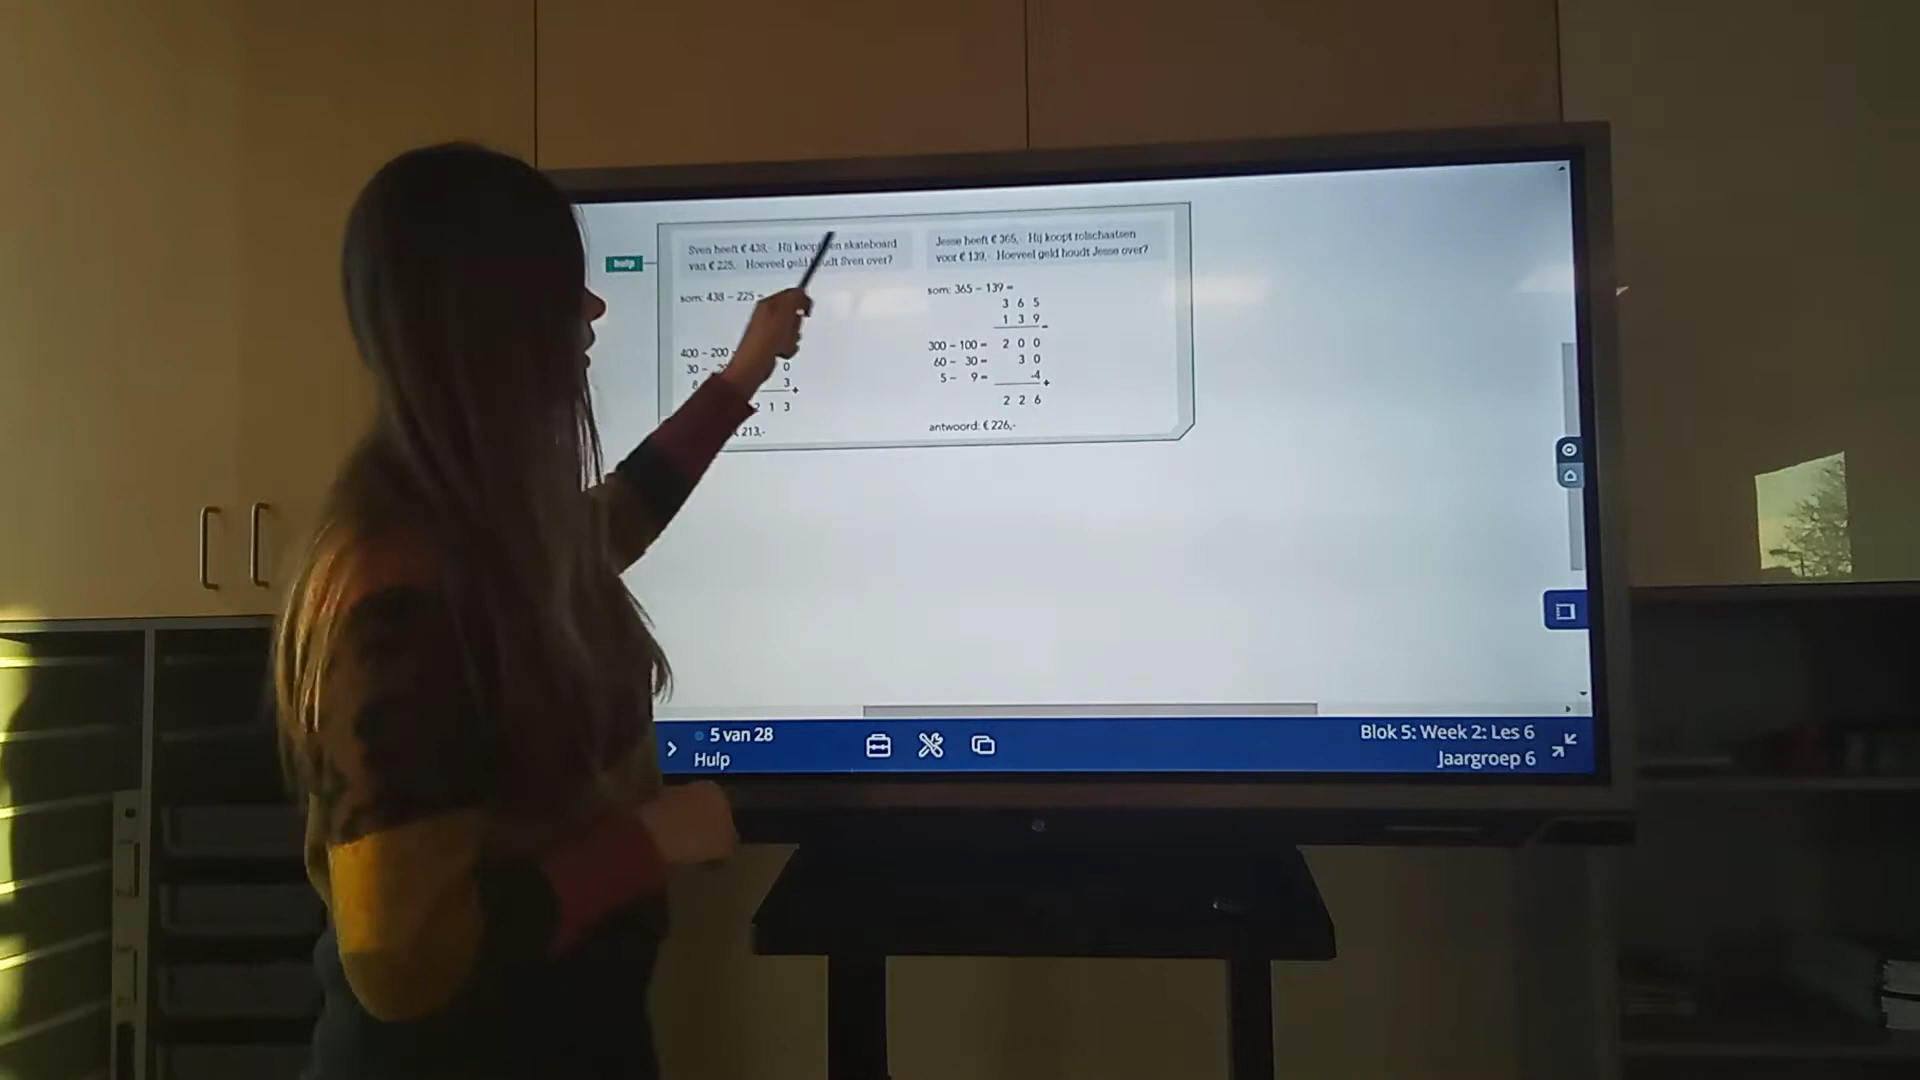 hulp
Sven heeft € 438,- Hij koopt een skateboard
van € 225,- Hoeveel geld houdt Sven over?
som: 438 – 225 =
400 – 200
30 –
0
8
3
+
2 1 3
€ 213,-
Jesse heeft € 365,- Hij koopt rolschaatsen
voor € 139,- Hoeveel geld houdt Jesse over?
som: 365 – 139 =
3 6 5
1 3 9 –
300 – 100 = 2 0 0
60 – 30 = 3 0
5 – 9 = -4 +
2 2 6
antwoord: € 226,-
5 van 28
Hulp
Blok 5: Week 2: Les 6
Jaargroep 6